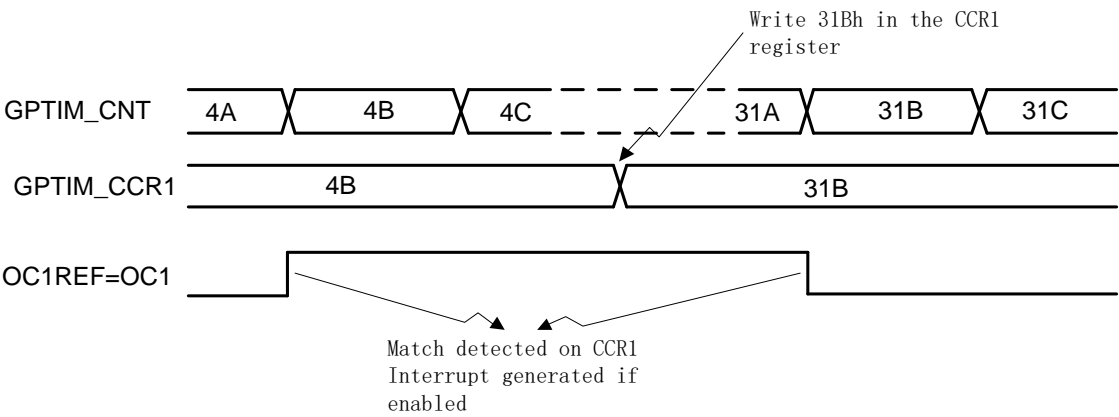 Write 31Bh in the CCR1
register
GPTIM_CNT 4A 4B 4C 31A 31B 31C
GPTIM_CCR1 4B 31B
OC1REF=OC1
Match detected on CCR1
Interrupt generated if
enabled